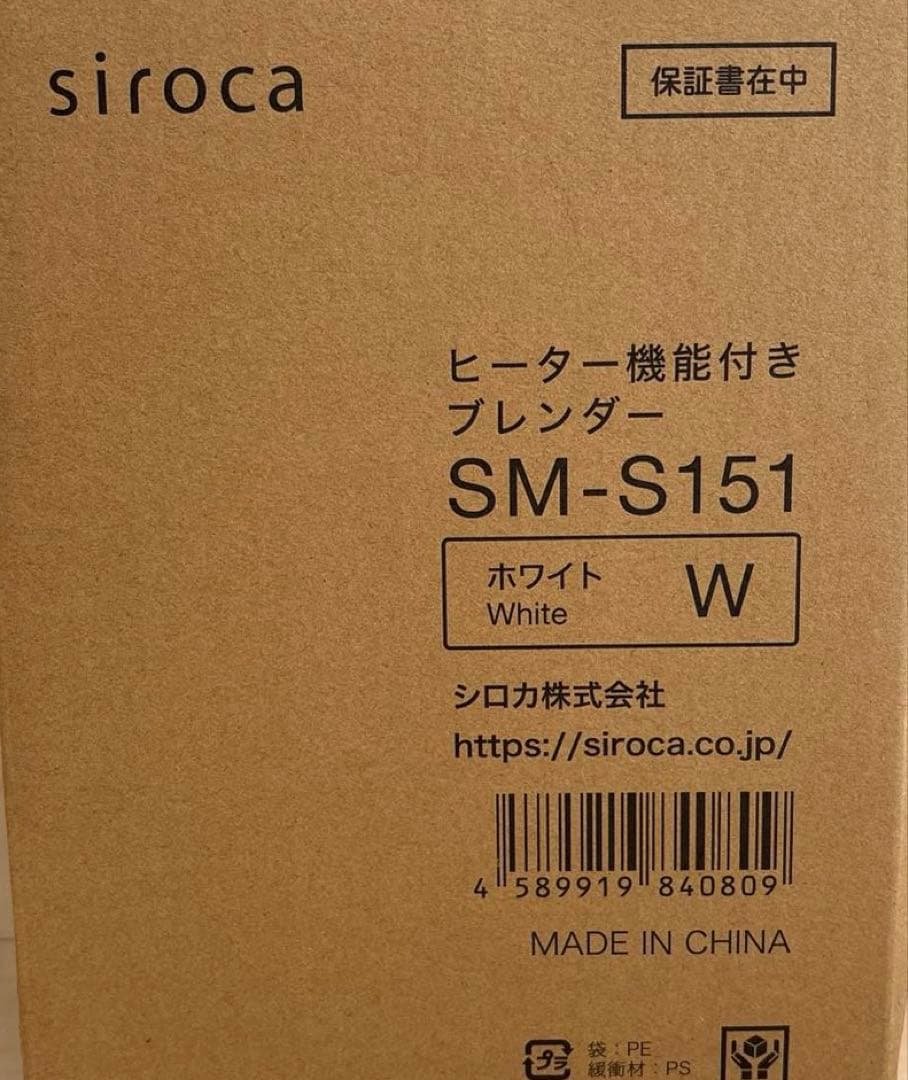 siroca
保証書在中
ヒーター機能付き
ブレンダー
SM-S151
ホワイト
White
W
シロカ株式会社
https://siroca.co.jp/
4 589919 840809
MADE IN CHINA
プラ
袋：PE
緩衝材：PS